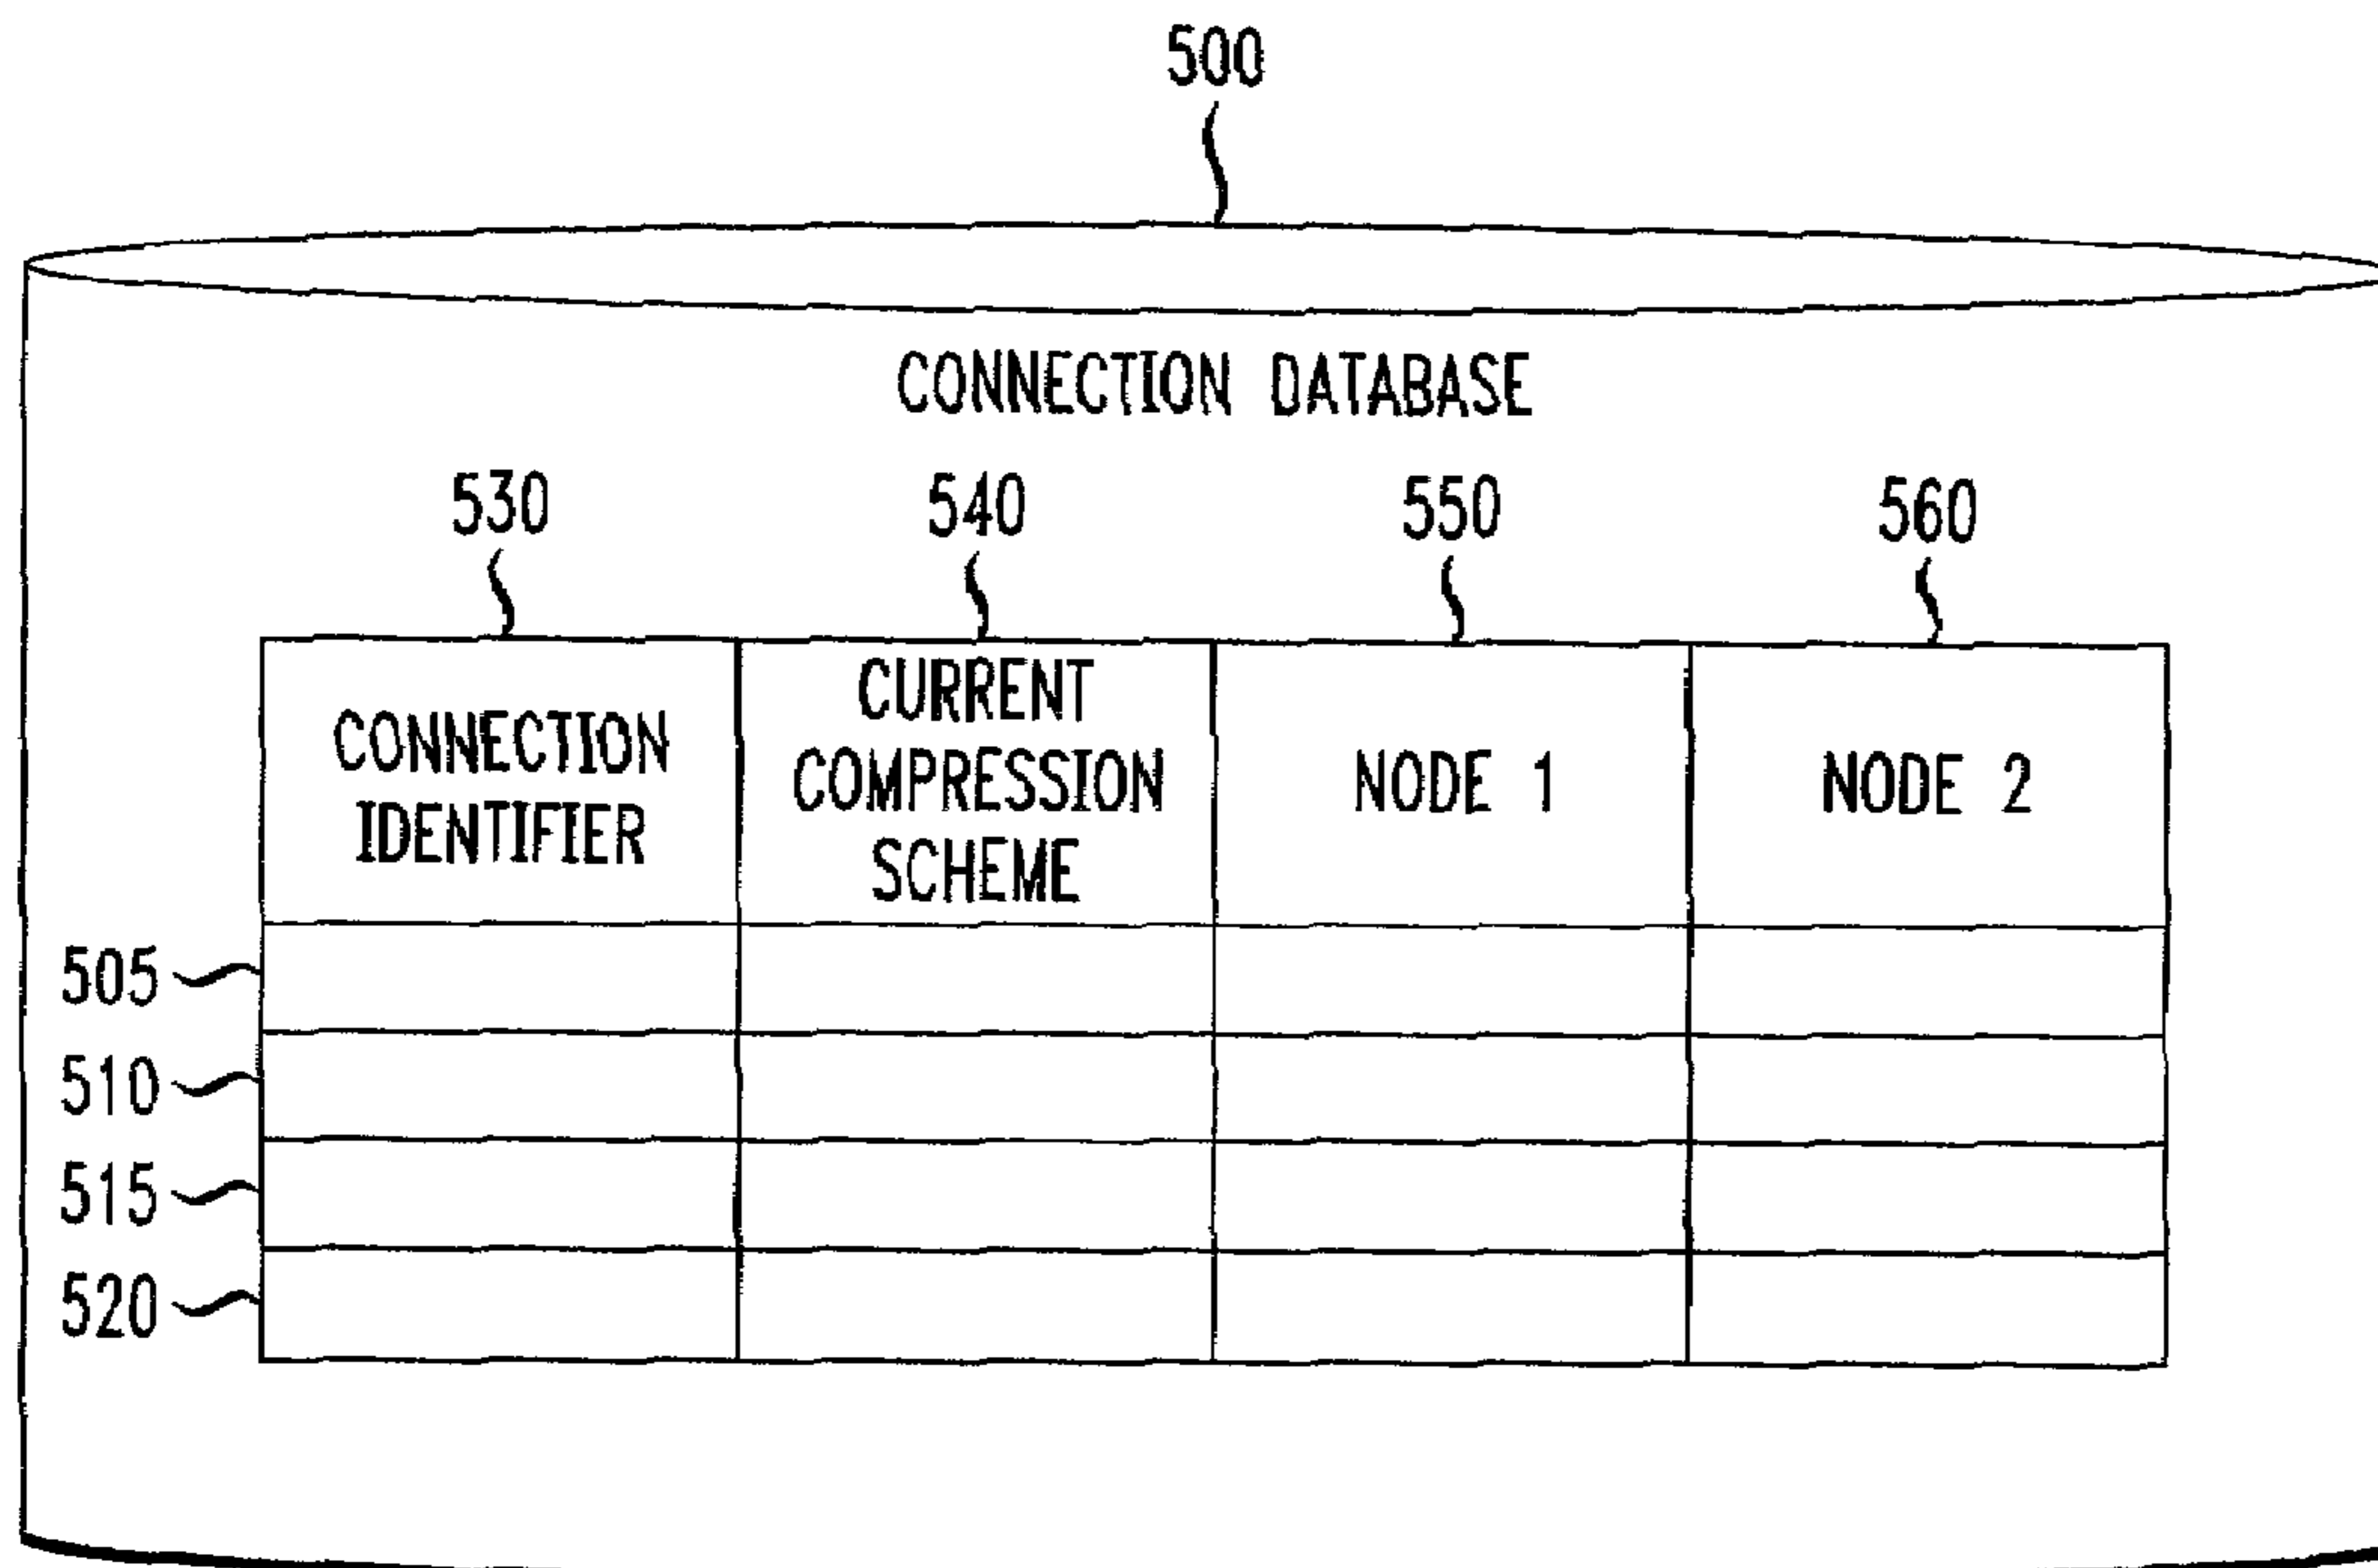 500
CONNECTION DATABASE
530 540 550 560
CONNECTION
IDENTIFIER
CURRENT
COMPRESSION
SCHEME
NODE 1
NODE 2
505
510
515
520